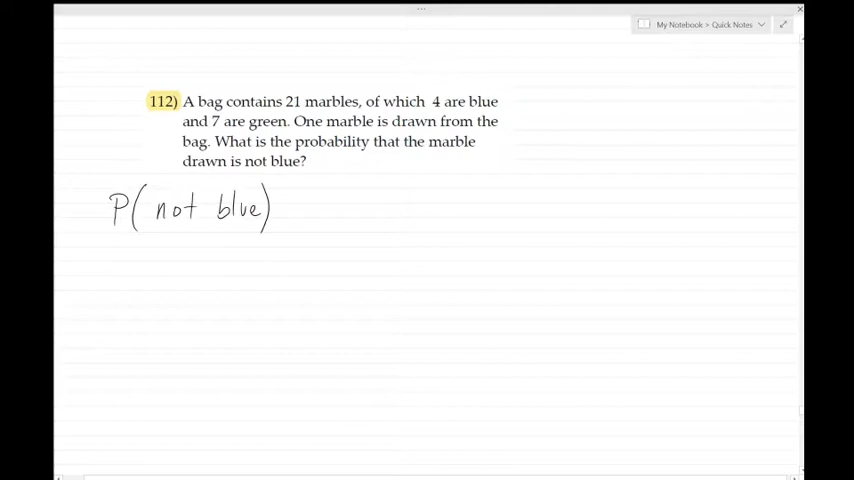 My Notebook > Quick Notes
112) A bag contains 21 marbles, of which 4 are blue
and 7 are green. One marble is drawn from the
bag. What is the probability that the marble
drawn is not blue?
P( not blue)